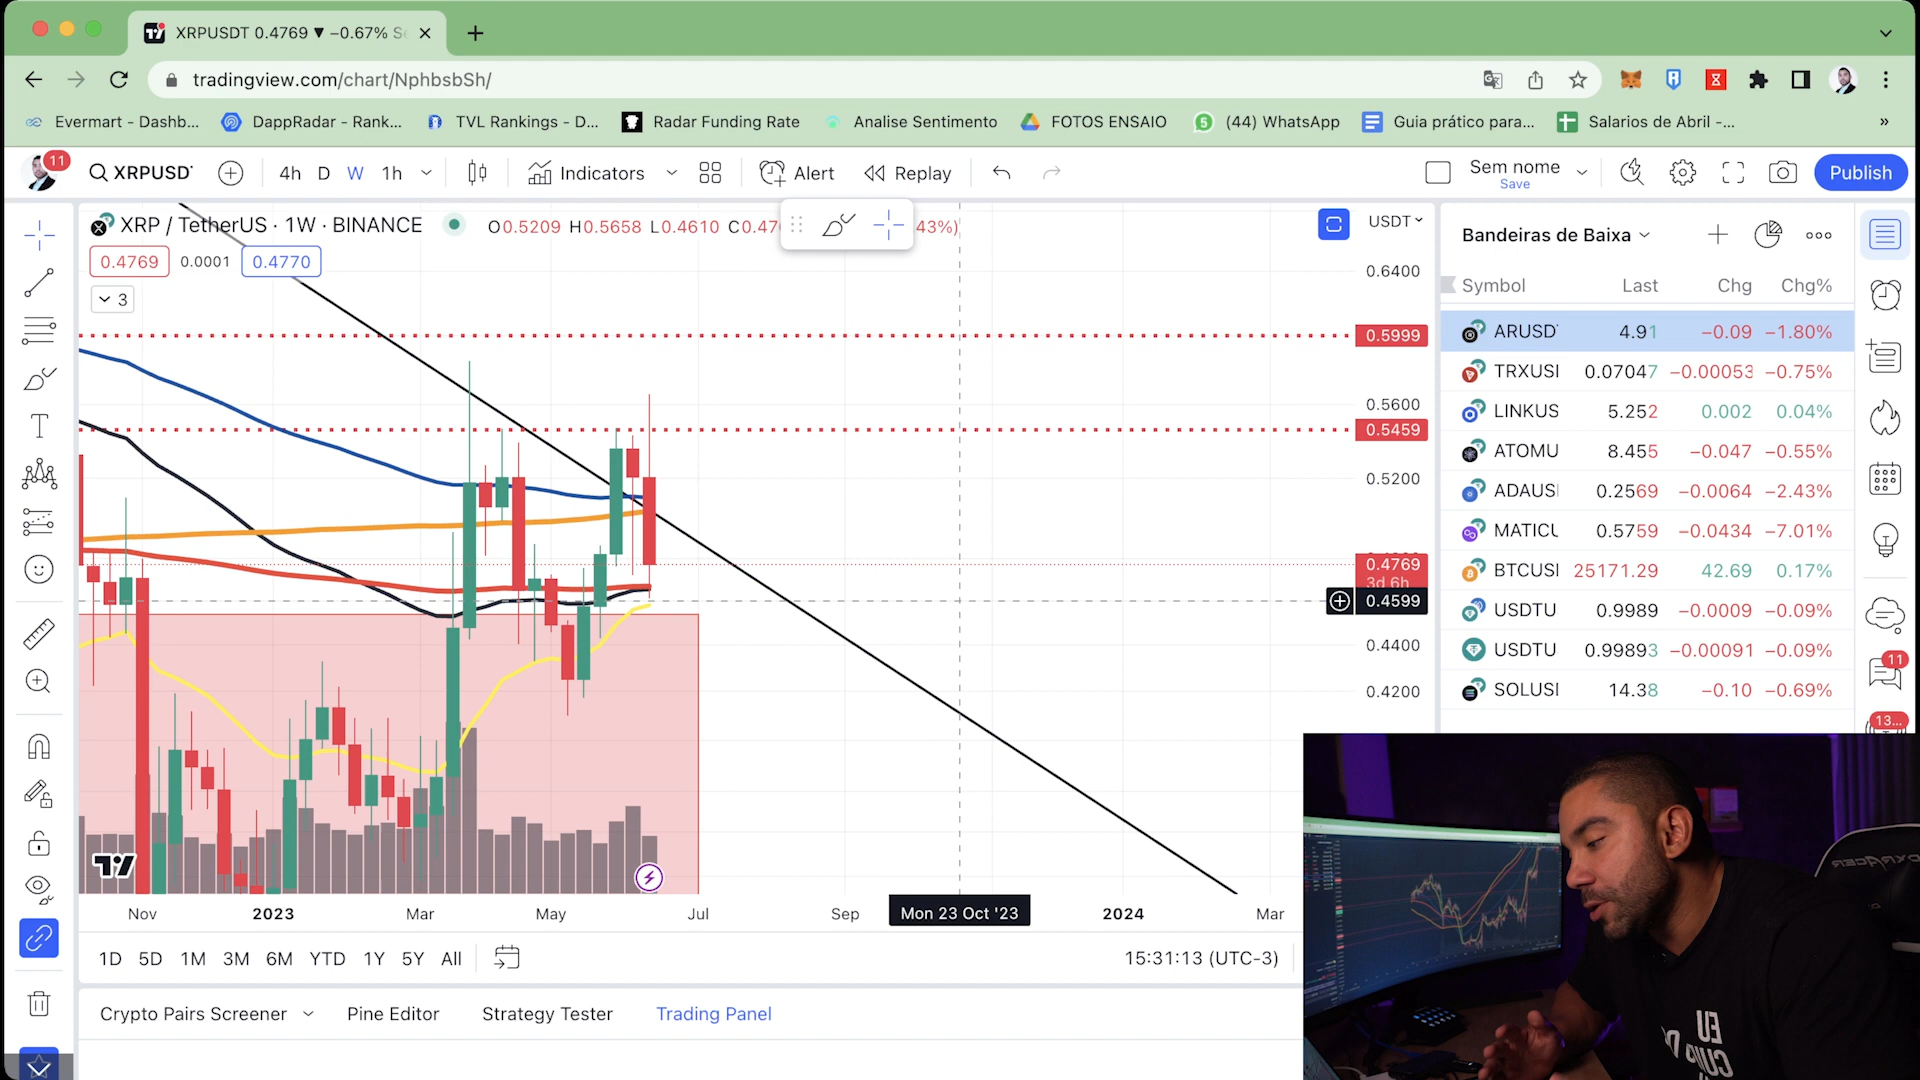 XRPUSDT 0.4769 ▼ −0.67% Se
tradingview.com/chart/NphbsbSh/
Evermart - Dashb...
DappRadar - Rank...
TVL Rankings - D...
Radar Funding Rate
Analise Sentimento
FOTOS ENSAIO
(44) WhatsApp
Guia prático para...
Salarios de Abril -...
»
11
XRPUSD
4h D W 1h
Indicators
Alert
Replay
Sem nome
Save
Publish
XRP / TetherUS · 1W · BINANCE
O0.5209 H0.5658 L0.4610
43%)
0.4769 0.0001 0.4770
3
USDT
0.6400
0.5999
0.5600
0.5459
0.5200
0.4769
3d 6h
0.4599
0.4400
0.4200
Bandeiras de Baixa
Symbol Last Chg Chg%
ARUSD 4.91 −0.09 −1.80%
TRXUSI 0.07047 −0.00053 −0.75%
LINKUS 5.252 0.002 0.04%
ATOMU 8.455 −0.047 −0.55%
ADAUS 0.2569 −0.0064 −2.43%
MATICU 0.5759 −0.0434 −7.01%
BTCUSI 25171.29 42.69 0.17%
USDTU 0.9989 −0.0009 −0.09%
USDTU 0.99893 −0.00091 −0.09%
SOLUSI 14.38 −0.10 −0.69%
11
13...
Nov 2023 Mar May Jul Sep Mon 23 Oct '23 2024 Mar
1D 5D 1M 3M 6M YTD 1Y 5Y All
15:31:13 (UTC-3)
Crypto Pairs Screener
Pine Editor
Strategy Tester
Trading Panel